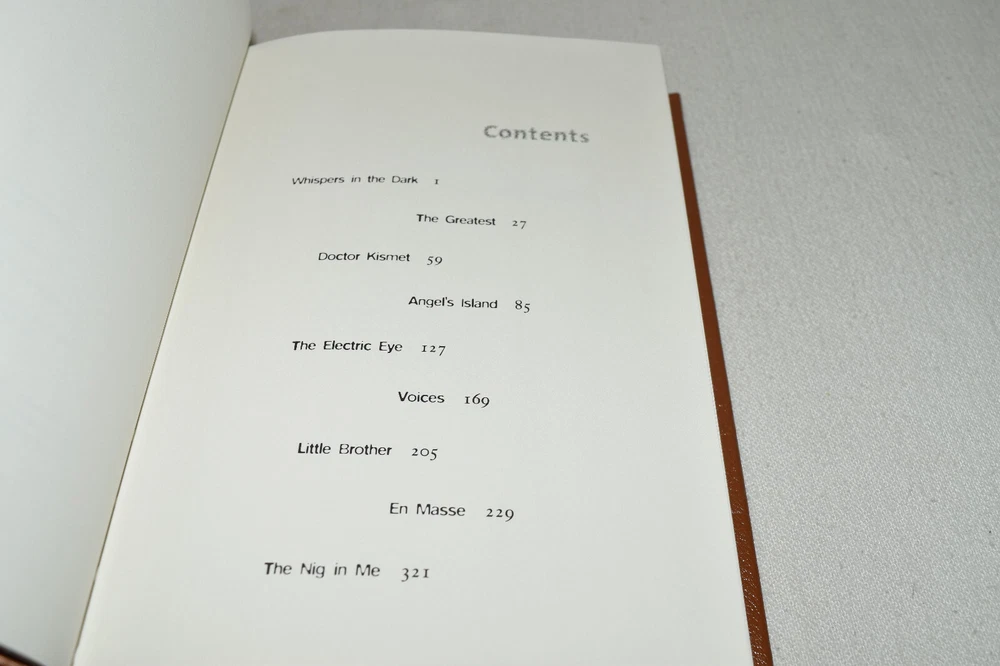 Contents
Whispers in the Dark 1
The Greatest 27
Doctor Kismet 59
Angel's Island 85
The Electric Eye 127
Voices 169
Little Brother 205
En Masse 229
The Nig in Me 321